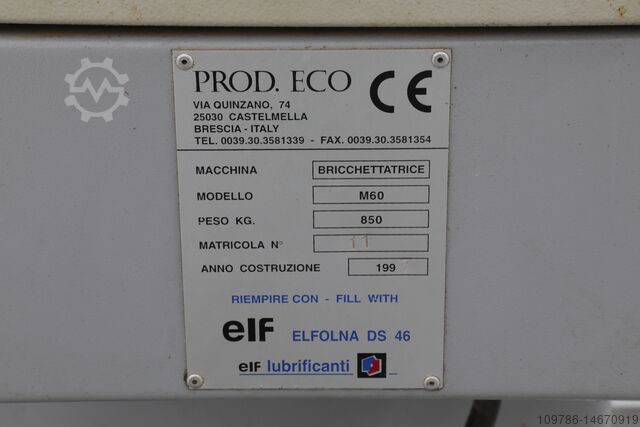 PROD. ECO CE
VIA QUINZANO, 74
25030 CASTELMELLA
BRESCIA - ITALY
TEL. 0039.30.3581339 - FAX. 0039.30.3581354
MACCHINA BRICCHETTATRICE
MODELLO M60
PESO KG. 850
MATRICOLA N° 11
ANNO COSTRUZIONE 199
RIEMPIRE CON - FILL WITH
elf ELFOLNA DS 46
elf lubrificanti
109786-14670919